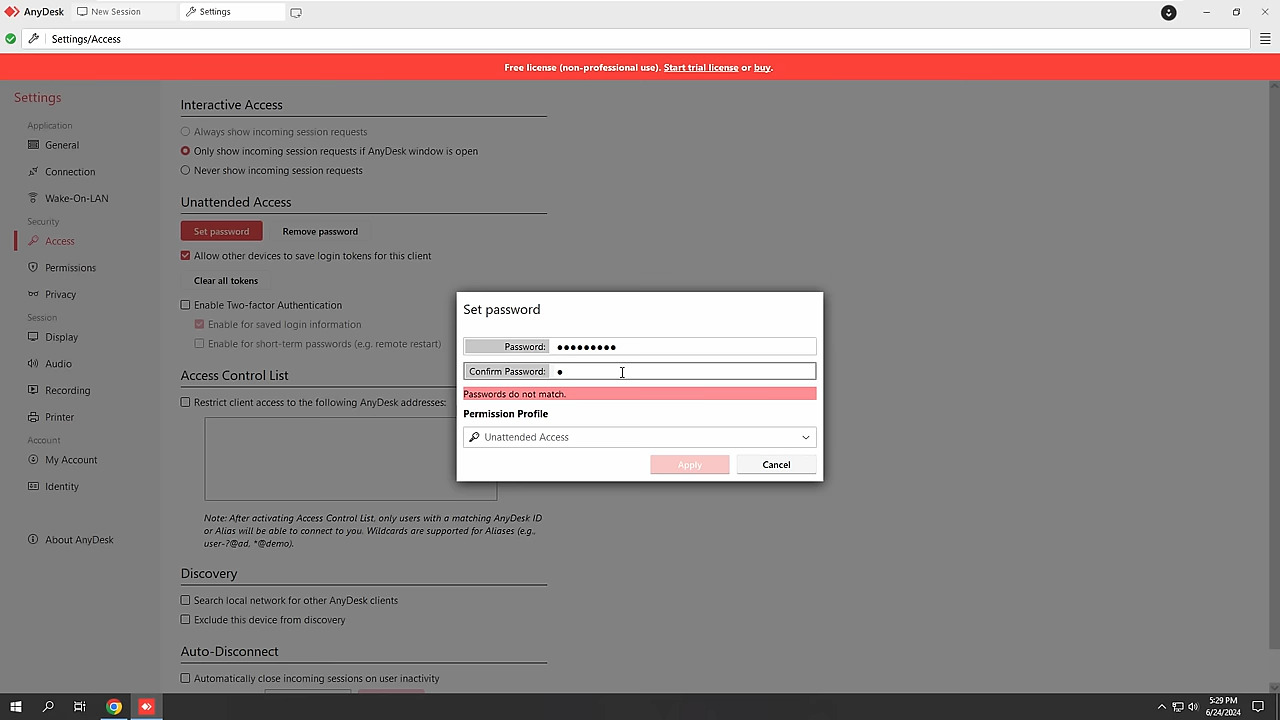 AnyDesk
New Session
Settings
Settings/Access
Free license (non-professional use). Start trial license or buy.
Settings
Application
General
Connection
Wake-On-LAN
Security
Access
Permissions
Privacy
Session
Display
Audio
Recording
Printer
Account
My Account
Identity
About AnyDesk
Interactive Access
Always show incoming session requests
Only show incoming session requests if AnyDesk window is open
Never show incoming session requests
Unattended Access
Set password
Remove password
Allow other devices to save login tokens for this client
Clear all tokens
Enable Two-factor Authentication
Enable for saved login information
Enable for short-term passwords (e.g. remote restart)
Access Control List
Restrict client access to the following AnyDesk addresses:
Note: After activating Access Control List, only users with a matching AnyDesk ID
or Alias will be able to connect to you. Wildcards are supported for Aliases (e.g.,
user-?@ad, *@demo).
Discovery
Search local network for other AnyDesk clients
Exclude this device from discovery
Auto-Disconnect
Automatically close incoming sessions on user inactivity
Set password
Password: ●●●●●●●●●
Confirm Password: ●
Passwords do not match.
Permission Profile
Unattended Access
Apply
Cancel
5:29 PM
6/24/2024